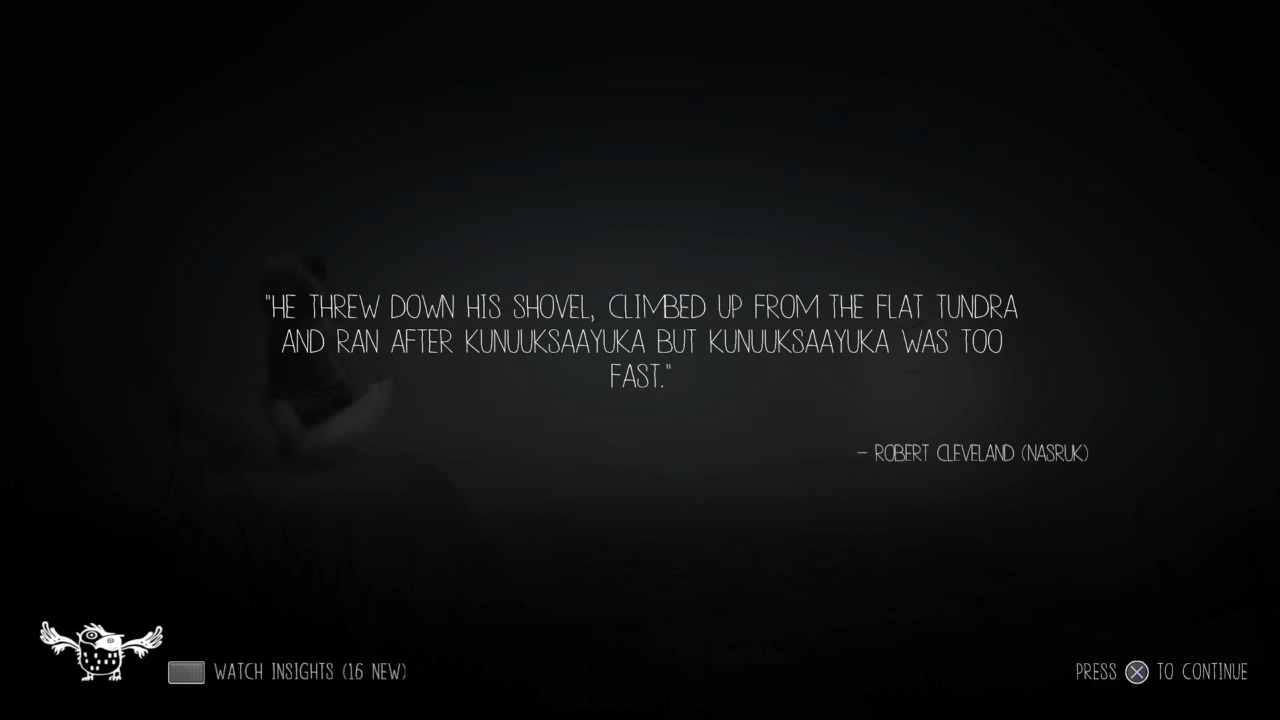 "HE THREW DOWN HIS SHOVEL, CLIMBED UP FROM THE FLAT TUNDRA
AND RAN AFTER KUNUUKSAAYUKA BUT KUNUUKSAAYUKA WAS TOO
FAST."
– ROBERT CLEVELAND (NASRUK)
WATCH INSIGHTS (16 NEW)
PRESS X TO CONTINUE